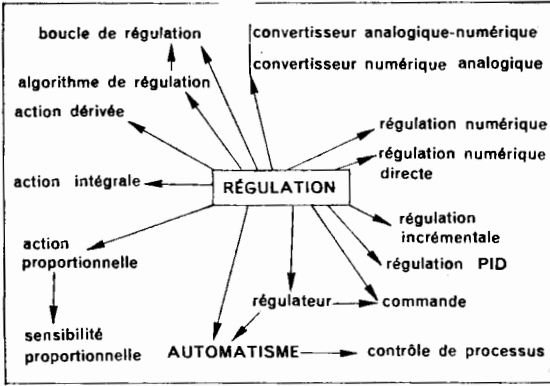 boucle de régulation
convertisseur analogique-numérique
convertisseur numérique analogique
algorithme de régulation
action dérivée
régulation numérique
régulation numérique
directe
action intégrale
RÉGULATION
régulation
incrémentale
action
proportionnelle
régulation PID
régulateur
commande
sensibilité
proportionnelle
AUTOMATISME
contrôle de processus